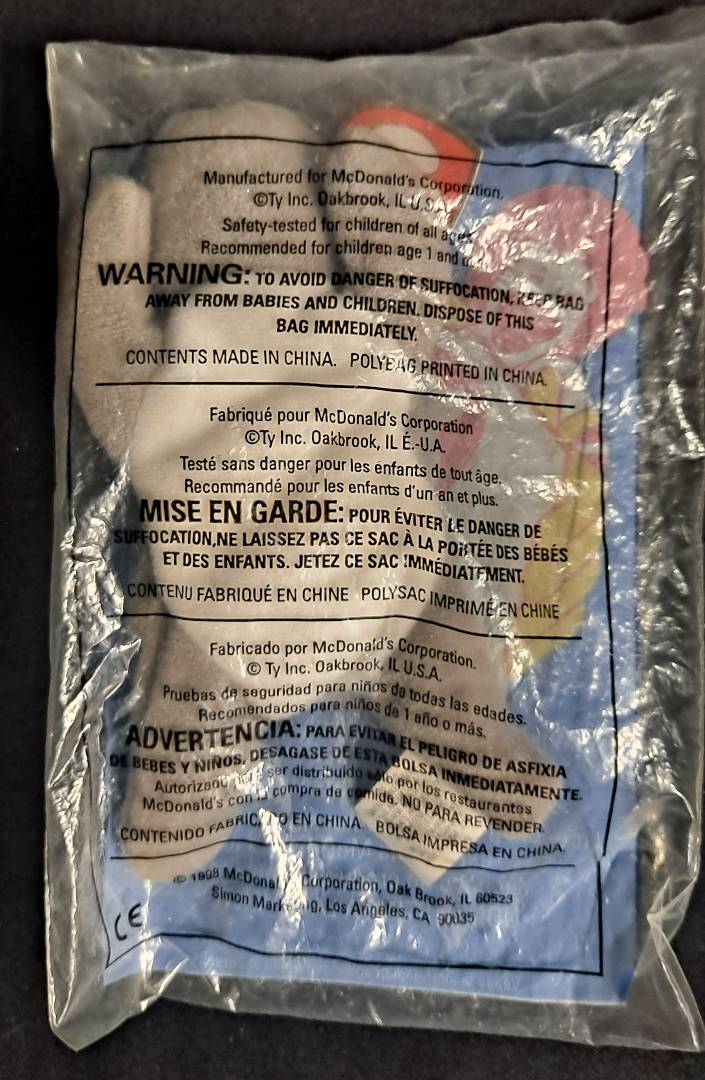 Manufactured for McDonald's Corporation.
©Ty Inc. Oakbrook, IL U.S.A.
Safety-tested for children of all ages.
Recommended for children age 1 and
WARNING: TO AVOID DANGER OF SUFFOCATION, KEEP BAG
AWAY FROM BABIES AND CHILDREN. DISPOSE OF THIS
BAG IMMEDIATELY.
CONTENTS MADE IN CHINA. POLYBAG PRINTED IN CHINA.
Fabriqué pour McDonald's Corporation
©Ty Inc. Oakbrook, IL É.-U.A.
Testé sans danger pour les enfants de tout âge.
Recommandé pour les enfants d'un an et plus.
MISE EN GARDE: POUR ÉVITER LE DANGER DE
SUFFOCATION,NE LAISSEZ PAS CE SAC À LA PORTÉE DES BÉBÉS
ET DES ENFANTS. JETEZ CE SAC IMMÉDIATEMENT.
CONTENU FABRIQUÉ EN CHINE POLYSAC IMPRIMÉ EN CHINE
Fabricado por McDonald's Corporation.
© Ty Inc. Oakbrook, IL U.S.A.
Pruebas de seguridad para niños de todas las edades.
Recomendados para niños de 1 año o más.
ADVERTENCIA: PARA EVITAR EL PELIGRO DE ASFIXIA
DE BEBES Y NIÑOS, DESAGASE DE ESTA BOLSA INMEDIATAMENTE.
Autorizado ser distribuido sólo por los restaurantes
McDonald's con la compra de comida. NO PARA REVENDER.
CONTENIDO FABRICADO EN CHINA. BOLSA IMPRESA EN CHINA.
© 1998 McDonald's Corporation, Oak Brook, IL 60523
Simon Marketing, Los Angeles, CA 90035
CE